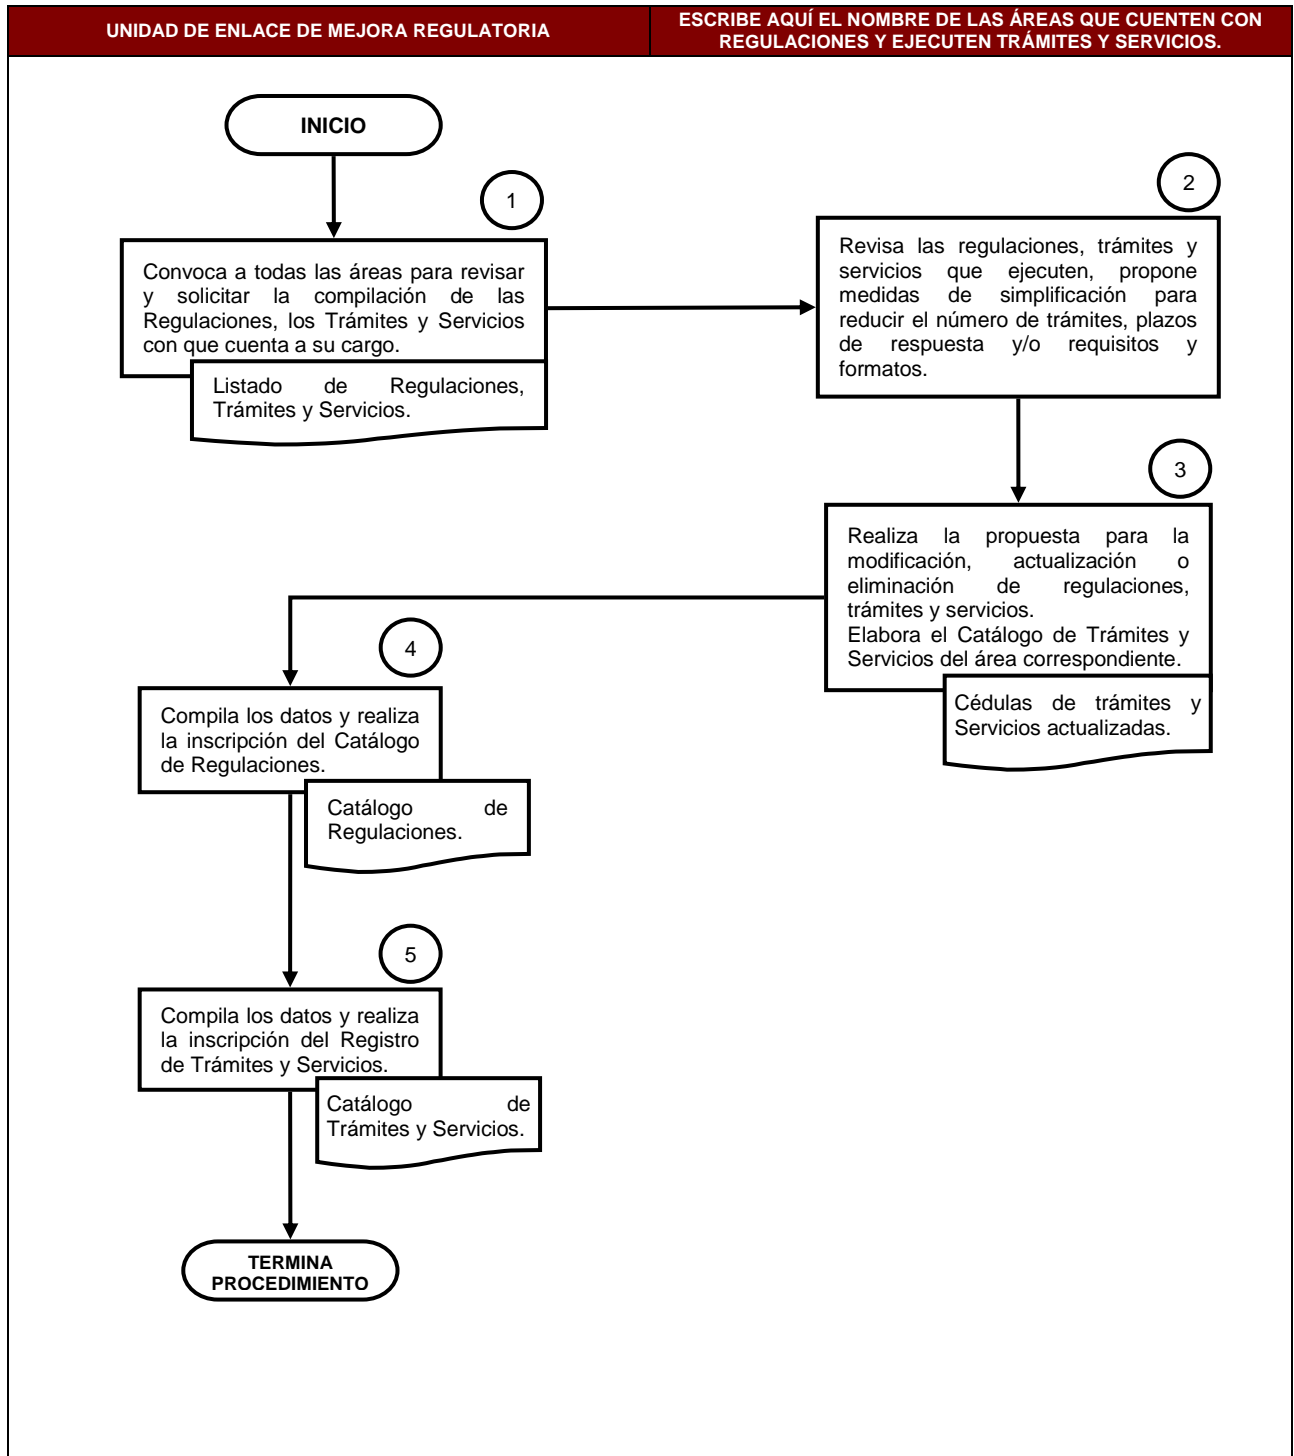 UNIDAD DE ENLACE DE MEJORA REGULATORIA
ESCRIBE AQUÍ EL NOMBRE DE LAS ÁREAS QUE CUENTEN CON
REGULACIONES Y EJECUTEN TRÁMITES Y SERVICIOS.
INICIO
1
Convoca a todas las áreas para revisar
y solicitar la compilación de las
Regulaciones, los Trámites y Servicios
con que cuenta a su cargo.
Listado de Regulaciones,
Trámites y Servicios.
2
Revisa las regulaciones, trámites y
servicios que ejecuten, propone
medidas de simplificación para
reducir el número de trámites, plazos
de respuesta y/o requisitos y
formatos.
3
Realiza la propuesta para la
modificación, actualización o
eliminación de regulaciones,
trámites y servicios.
Elabora el Catálogo de Trámites y
Servicios del área correspondiente.
Cédulas de trámites y
Servicios actualizadas.
4
Compila los datos y realiza
la inscripción del Catálogo
de Regulaciones.
Catálogo de
Regulaciones.
5
Compila los datos y realiza
la inscripción del Registro
de Trámites y Servicios.
Catálogo de
Trámites y Servicios.
TERMINA
PROCEDIMIENTO